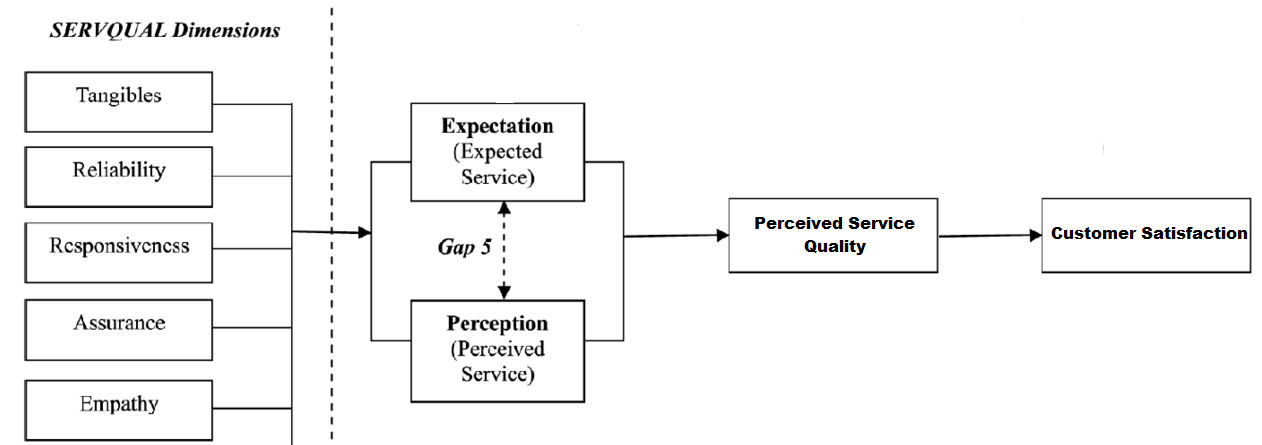 SERVQUAL Dimensions
Tangibles
Reliability
Responsiveness
Assurance
Empathy
Expectation
(Expected
Service)
Gap 5
Perception
(Perceived
Service)
Perceived Service
Quality
Customer Satisfaction